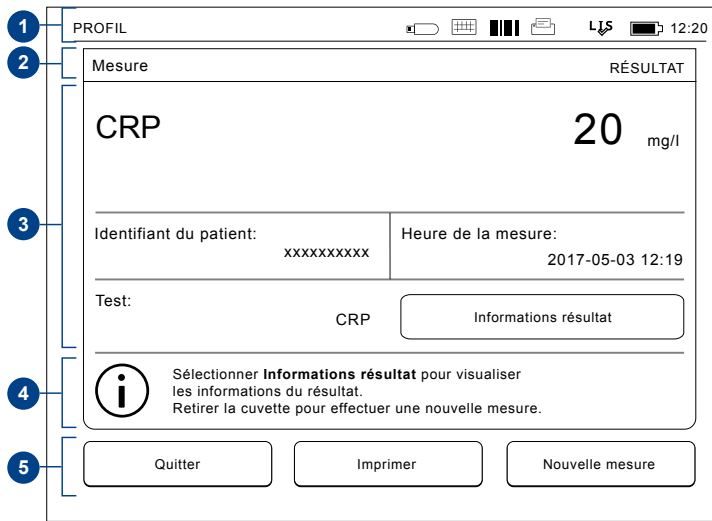 1
PROFIL LIS 12:20
2
Mesure RÉSULTAT
3
CRP 20 mg/l
Identifiant du patient: Heure de la mesure:
xxxxxxxxxx 2017-05-03 12:19
Test:
CRP Informations résultat
4
Sélectionner Informations résultat pour visualiser
les informations du résultat.
Retirer la cuvette pour effectuer une nouvelle mesure.
5
Quitter Imprimer Nouvelle mesure